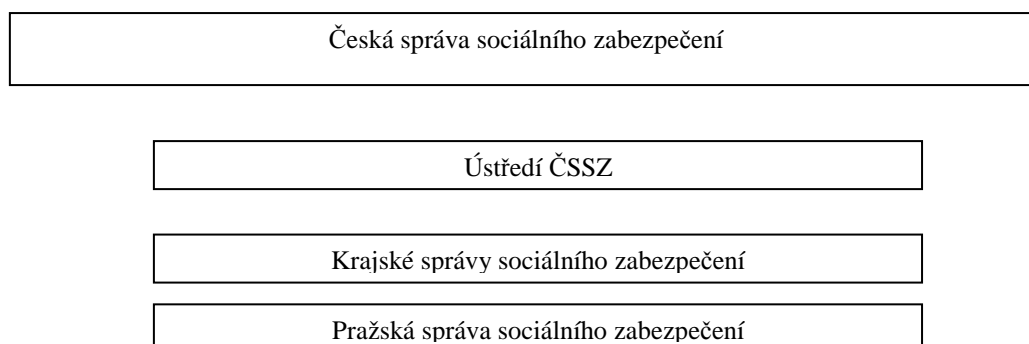 Česká správa sociálního zabezpečení
Ústředí ČSSZ
Krajské správy sociálního zabezpečení
Pražská správa sociálního zabezpečení